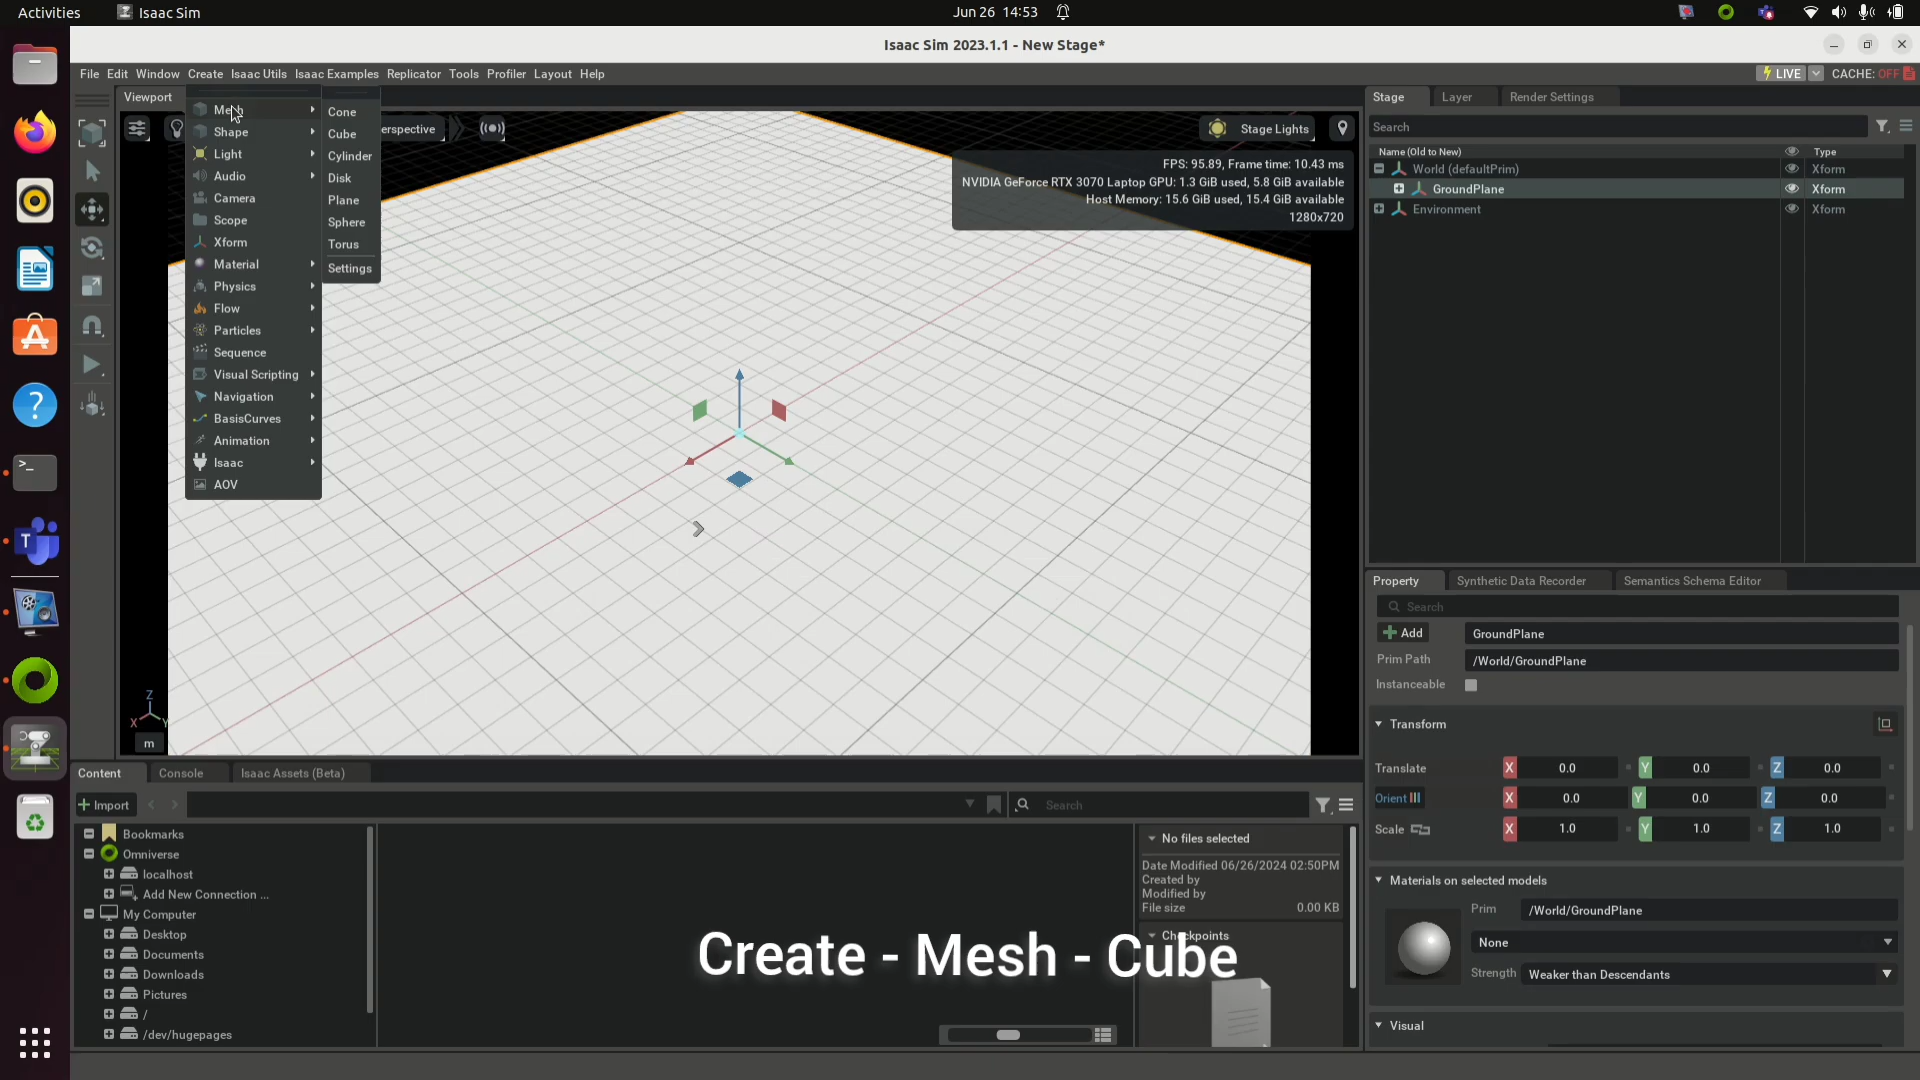 Activities
Isaac Sim
Jun 26 14:53
Isaac Sim 2023.1.1 - New Stage*
File Edit Window Create Isaac Utils Isaac Examples Replicator Tools Profiler Layout Help
LIVE
CACHE: OFF
Viewport
Mesh
Shape
Light
Audio
Camera
Scope
Xform
Material
Physics
Flow
Particles
Sequence
Visual Scripting
Navigation
BasisCurves
Animation
Isaac
AOV
Cone
Cube
Cylinder
Disk
Plane
Sphere
Torus
Settings
erspective
Stage Lights
FPS: 95.89, Frame time: 10.43 ms
NVIDIA GeForce RTX 3070 Laptop GPU: 1.3 GiB used, 5.8 GiB available
Host Memory: 15.6 GiB used, 15.4 GiB available
1280x720
Z
X Y
m
Stage Layer Render Settings
Search
Name (Old to New) Type
World (defaultPrim) Xform
GroundPlane Xform
Environment Xform
Property Synthetic Data Recorder Semantics Schema Editor
Search
Add GroundPlane
Prim Path /World/GroundPlane
Instanceable
Transform
Translate X 0.0 Y 0.0 Z 0.0
Orient X 0.0 Y 0.0 Z 0.0
Scale X 1.0 Y 1.0 Z 1.0
Materials on selected models
Prim /World/GroundPlane
None
Strength Weaker than Descendants
Visual
Content Console Isaac Assets (Beta)
Import
Search
Bookmarks
Omniverse
localhost
Add New Connection ...
My Computer
Desktop
Documents
Downloads
Pictures
/
/dev/hugepages
No files selected
Date Modified 06/26/2024 02:50PM
Created by
Modified by
File size 0.00 KB
Checkpoints
Create - Mesh - Cube